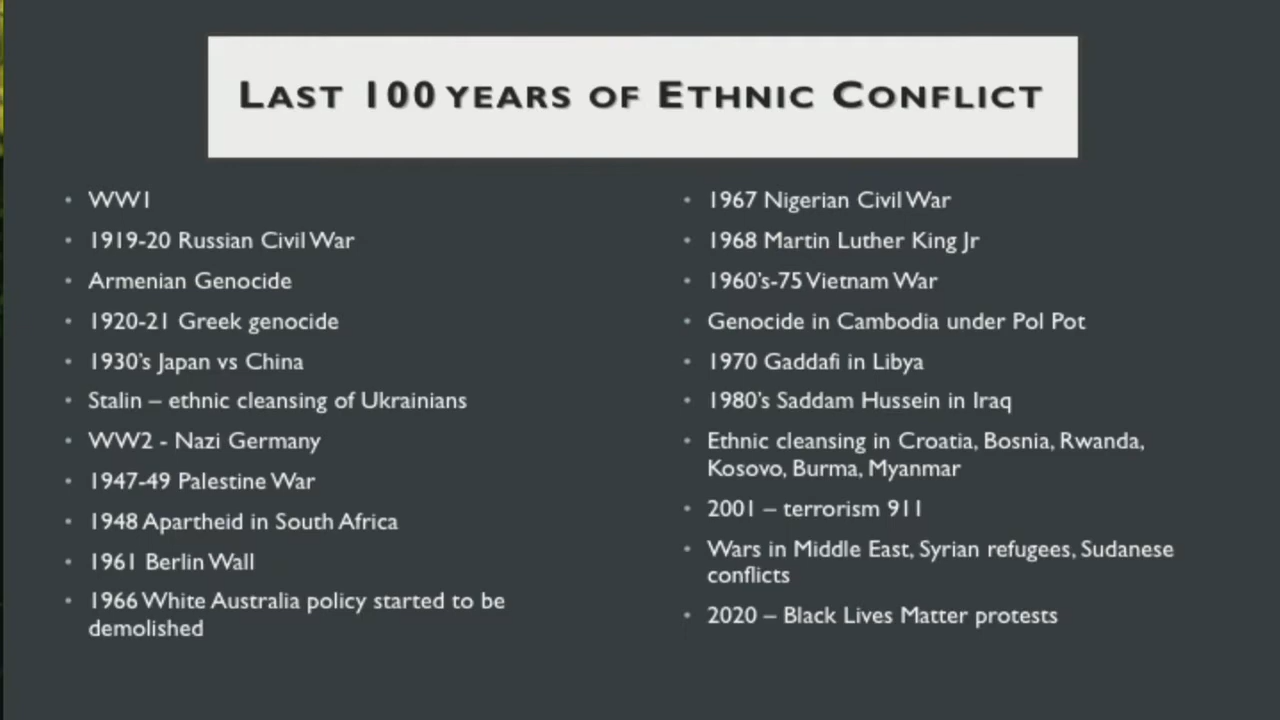 Last 100 years of Ethnic Conflict
• WW1
• 1919-20 Russian Civil War
• Armenian Genocide
• 1920-21 Greek genocide
• 1930's Japan vs China
• Stalin – ethnic cleansing of Ukrainians
• WW2 - Nazi Germany
• 1947-49 Palestine War
• 1948 Apartheid in South Africa
• 1961 Berlin Wall
• 1966 White Australia policy started to be
demolished
• 1967 Nigerian Civil War
• 1968 Martin Luther King Jr
• 1960's-75 Vietnam War
• Genocide in Cambodia under Pol Pot
• 1970 Gaddafi in Libya
• 1980's Saddam Hussein in Iraq
• Ethnic cleansing in Croatia, Bosnia, Rwanda,
Kosovo, Burma, Myanmar
• 2001 – terrorism 911
• Wars in Middle East, Syrian refugees, Sudanese
conflicts
• 2020 – Black Lives Matter protests